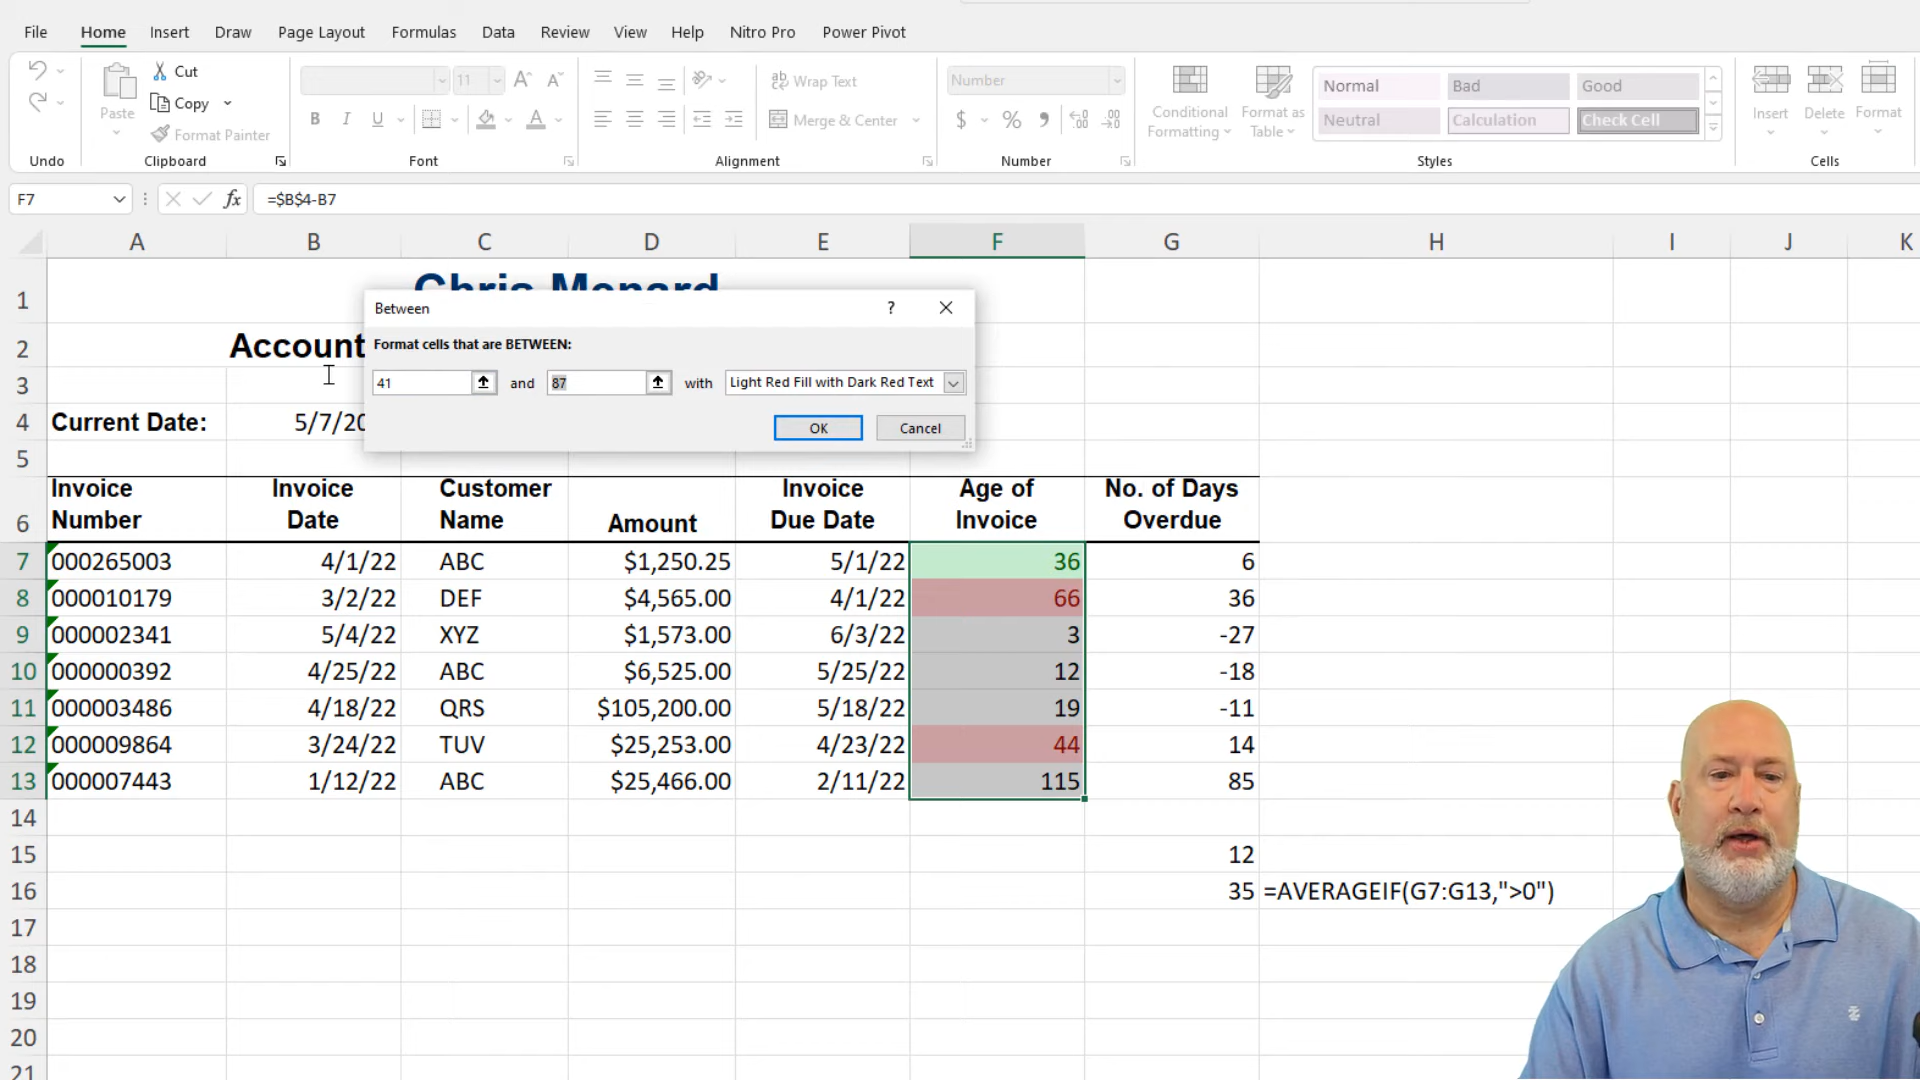 File Home Insert Draw Page Layout Formulas Data Review View Help Nitro Pro Power Pivot
Cut
Copy
Format Painter
Paste
11
Wrap Text
Merge & Center
Number
Conditional Formatting
Format as Table
Normal Bad Good
Neutral Calculation Check Cell
Insert Delete Format
Undo Clipboard Font Alignment Number Styles Cells
F7 fx =$B$4-B7
A B C D E F G H I J K
1 Chris Menard
Between ?
2 Account
Format cells that are BETWEEN:
3
41 and 87 with Light Red Fill with Dark Red Text
4 Current Date: 5/7/20
OK Cancel
5
6 Invoice Number Invoice Date Customer Name Amount Invoice Due Date Age of Invoice No. of Days Overdue
7 000265003 4/1/22 ABC $1,250.25 5/1/22 36 6
8 000010179 3/2/22 DEF $4,565.00 4/1/22 66 36
9 000002341 5/4/22 XYZ $1,573.00 6/3/22 3 -27
10 000000392 4/25/22 ABC $6,525.00 5/25/22 12 -18
11 000003486 4/18/22 QRS $105,200.00 5/18/22 19 -11
12 000009864 3/24/22 TUV $25,253.00 4/23/22 44 14
13 000007443 1/12/22 ABC $25,466.00 2/11/22 115 85
14
15 12
16 35 =AVERAGEIF(G7:G13,">0")
17
18
19
20
21